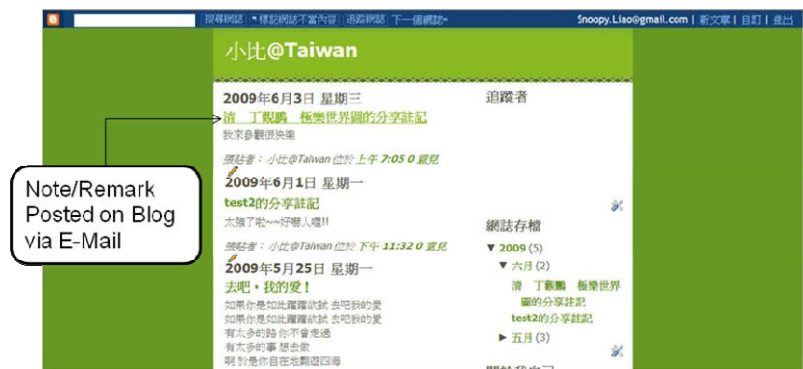 搜尋網誌 標記網誌不當內容 追蹤網誌 下一個網誌»
Snoopy.Liao@gmail.com | 新文章 | 自訂 | 登出
小比@Taiwan
2009年6月3日 星期三
清 丁觀鵬 極樂世界圖的分享註記
我來參觀很快樂
張貼者： 小比@Taiwan 位於 上午 7:05 0 意見
2009年6月1日 星期一
test2的分享註記
太強了啦~~好嚇人喔!!
張貼者： 小比@Taiwan 位於 下午 11:32 0 意見
2009年5月25日 星期一
去吧，我的愛！
如果你是如此躍躍欲試 去吧我的愛
如果你是如此躍躍欲試 去吧我的愛
有太多的路 你不曾走過
有太多的事 想去做
啊 於是你自在地翱遊四海
追蹤者
網誌存檔
▼ 2009 (5)
▼ 六月 (2)
清 丁觀鵬 極樂世界
圖的分享註記
test2的分享註記
► 五月 (3)
Note/Remark
Posted on Blog
via E-Mail